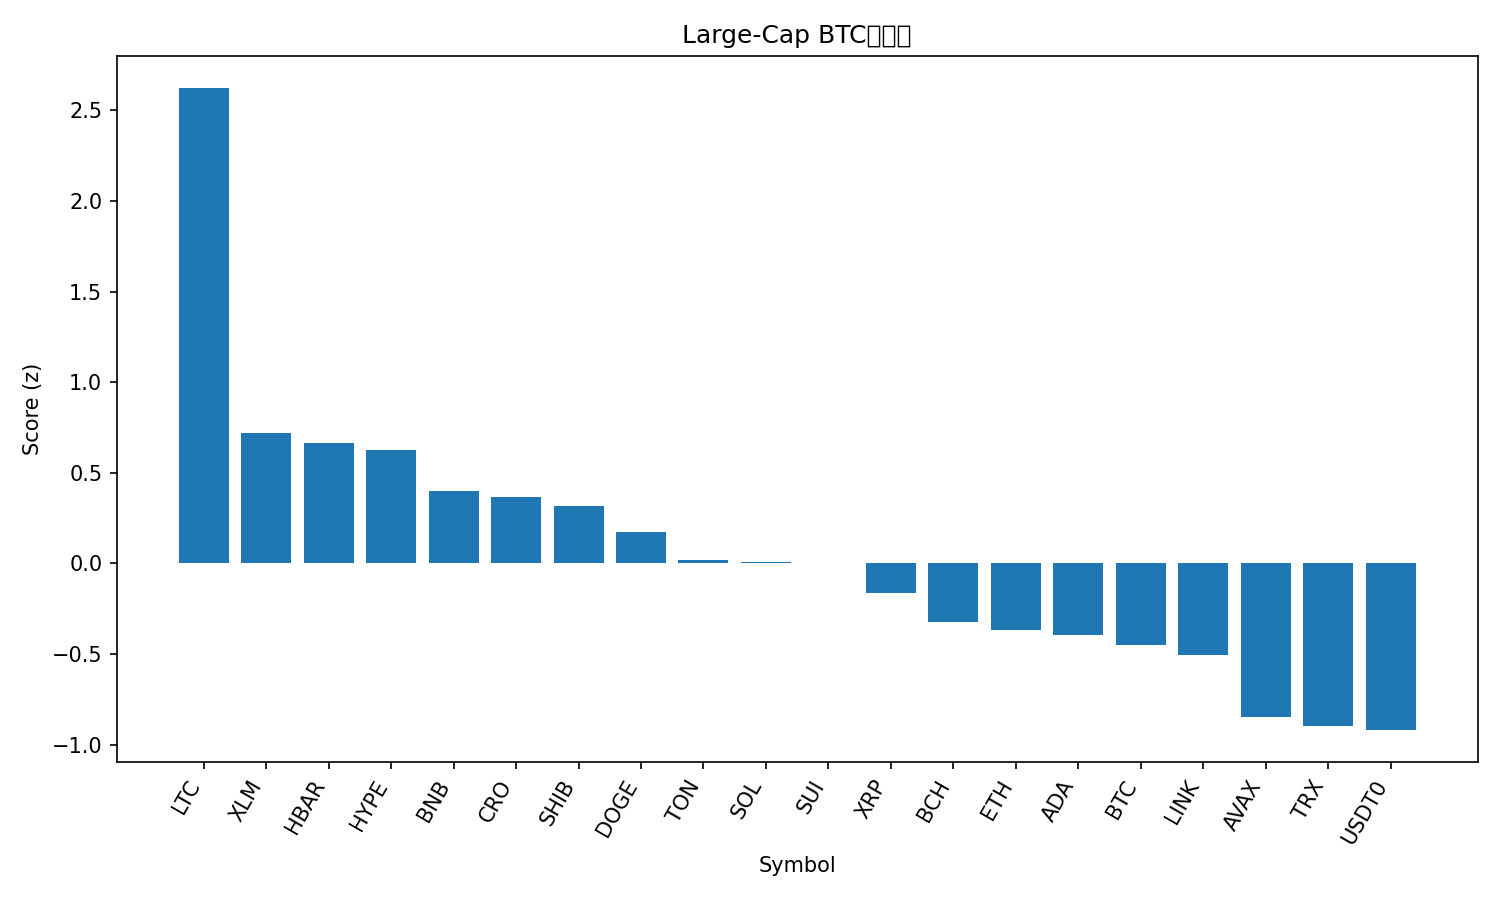 Large-Cap BTC
Score (z)
2.5
2.0
1.5
1.0
0.5
0.0
−0.5
−1.0
LTC
XLM
HBAR
HYPE
BNB
CRO
SHIB
DOGE
TON
SOL
SUI
XRP
BCH
ETH
ADA
BTC
LINK
AVAX
TRX
USDT0
Symbol